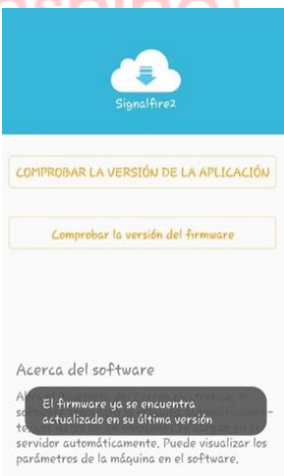 Signalfire2
COMPROBAR LA VERSIÓN DE LA APLICACIÓN
Comprobar la versión del firmware
Acerca del software
El firmware ya se encuentra
actualizado en su última versión
servidor automáticamente. Puede visualizar los
parámetros de la máquina en el software.